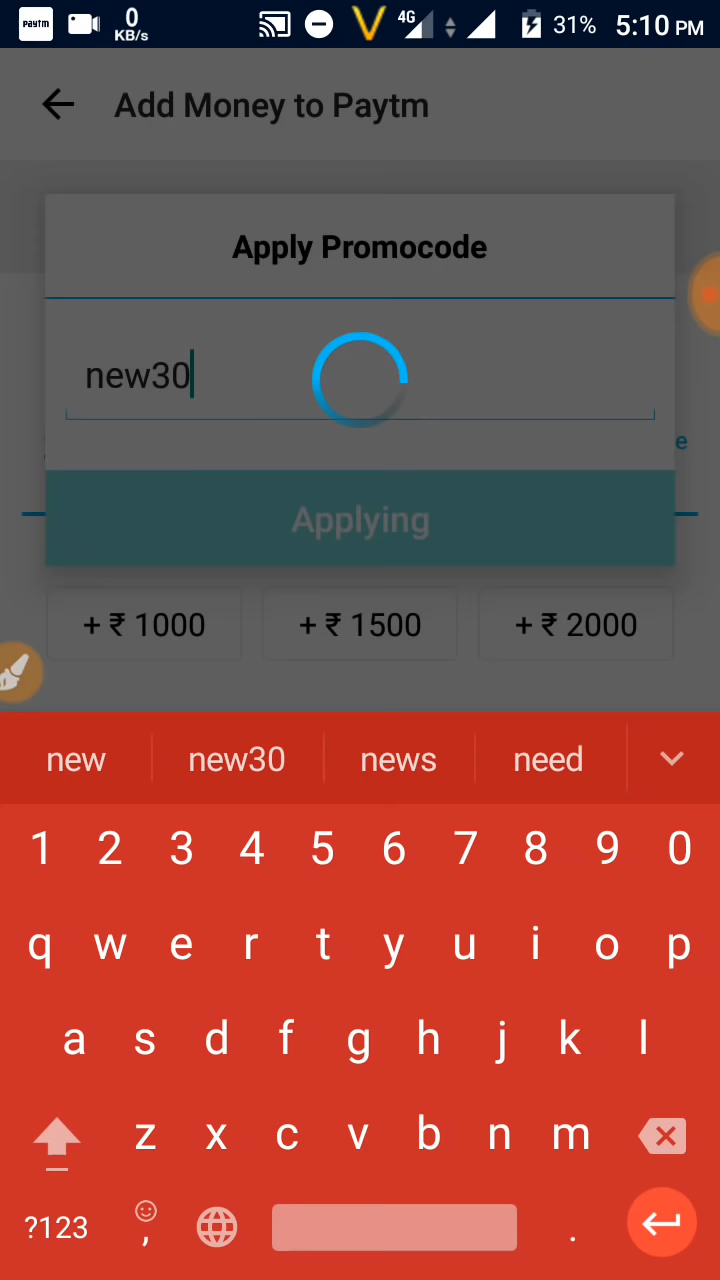 paytm 0 KB/s 4G 31% 5:10 PM
Add Money to Paytm
Apply Promocode
new30
e
Applying
+ ₹ 1000 + ₹ 1500 + ₹ 2000
new new30 news need
1 2 3 4 5 6 7 8 9 0
q w e r t y u i o p
a s d f g h j k l
z x c v b n m
?123 , .